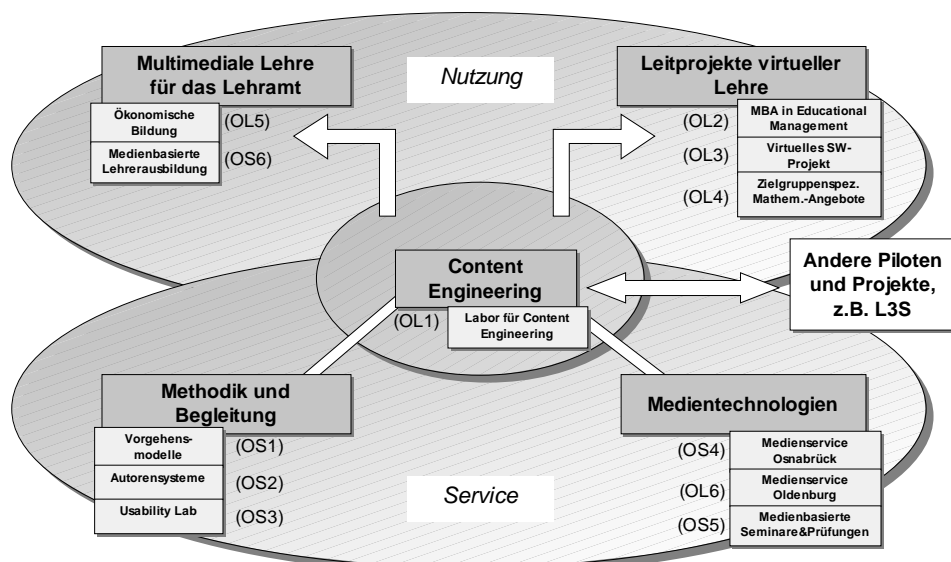 Multimediale Lehre
für das Lehramt
Ökonomische
Bildung
(OL5)
Medienbasierte
Lehrerausbildung
(OS6)
Nutzung
Leitprojekte virtueller
Lehre
(OL2)
MBA in Educational
Management
(OL3)
Virtuelles SW-
Projekt
(OL4)
Zielgruppenspez.
Mathem.-Angebote
Content
Engineering
(OL1)
Labor für Content
Engineering
Andere Piloten
und Projekte,
z.B. L3S
Methodik und
Begleitung
Vorgehens-
modelle
(OS1)
Autorensysteme
(OS2)
Usability Lab
(OS3)
Service
Medientechnologien
(OS4)
Medienservice
Osnabrück
(OL6)
Medienservice
Oldenburg
(OS5)
Medienbasierte
Seminare&Prüfungen